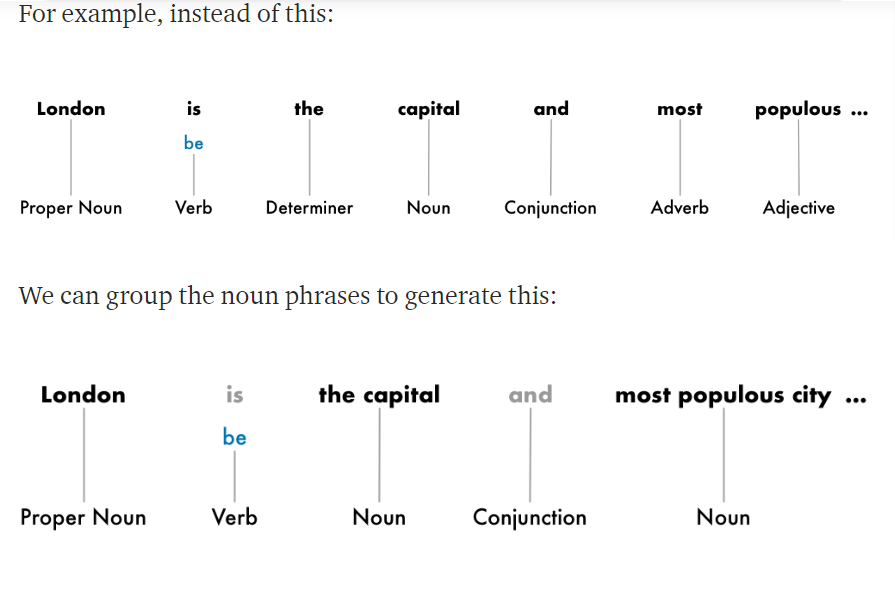 For example, instead of this:
London is the capital and most populous ...
be
Proper Noun Verb Determiner Noun Conjunction Adverb Adjective
We can group the noun phrases to generate this:
London is the capital and most populous city ...
be
Proper Noun Verb Noun Conjunction Noun